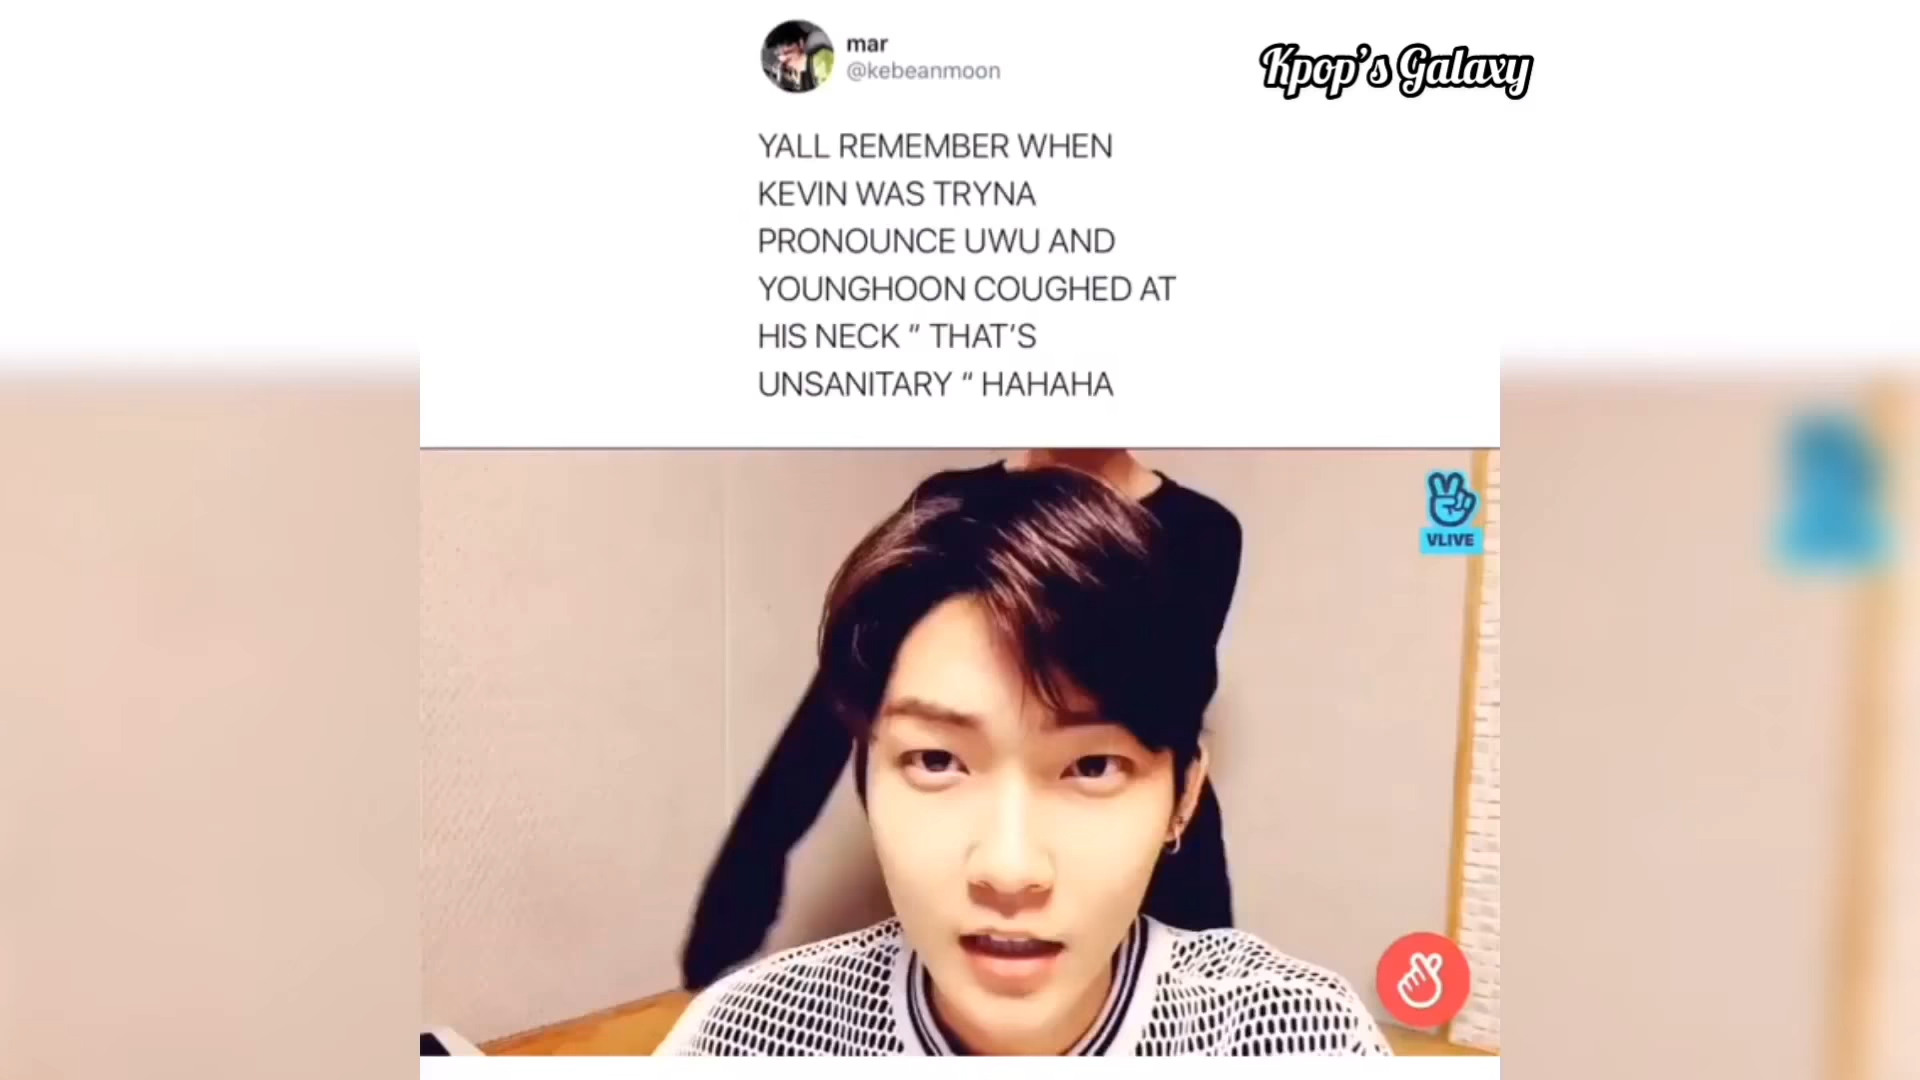 mar
@kebeanmoon
Kpop's Galaxy
YALL REMEMBER WHEN
KEVIN WAS TRYNA
PRONOUNCE UWU AND
YOUNGHOON COUGHED AT
HIS NECK " THAT'S
UNSANITARY " HAHAHA
VLIVE